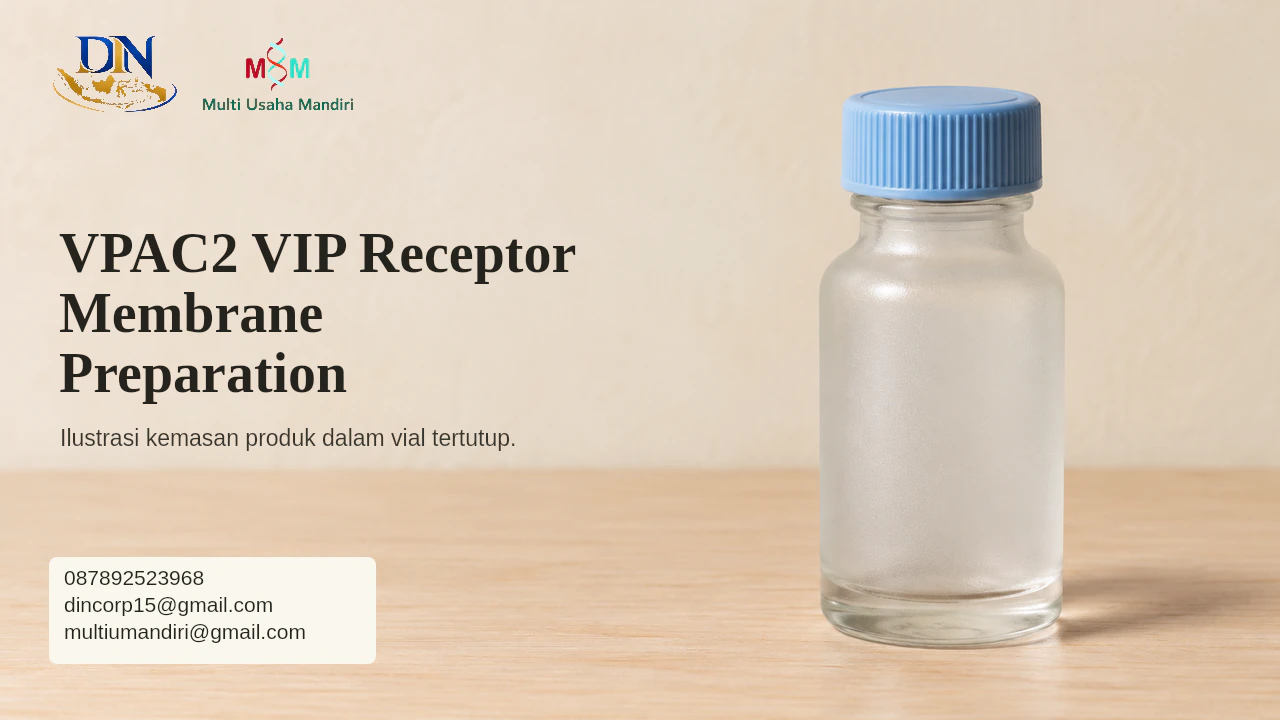 DIN
MSM
Multi Usaha Mandiri
VPAC2 VIP Receptor
Membrane
Preparation
Ilustrasi kemasan produk dalam vial tertutup.
087892523968
dincorp15@gmail.com
multiumandiri@gmail.com